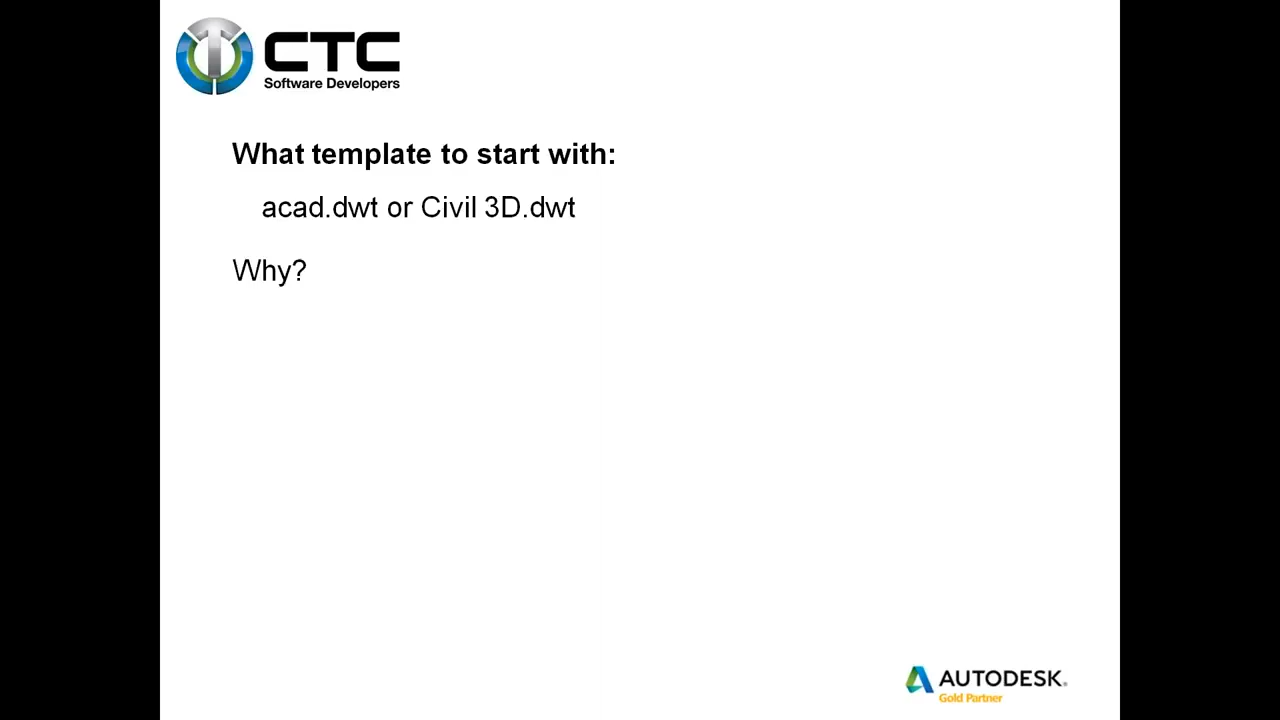 CTC
Software Developers
What template to start with:
acad.dwt or Civil 3D.dwt
Why?
AUTODESK®
Gold Partner